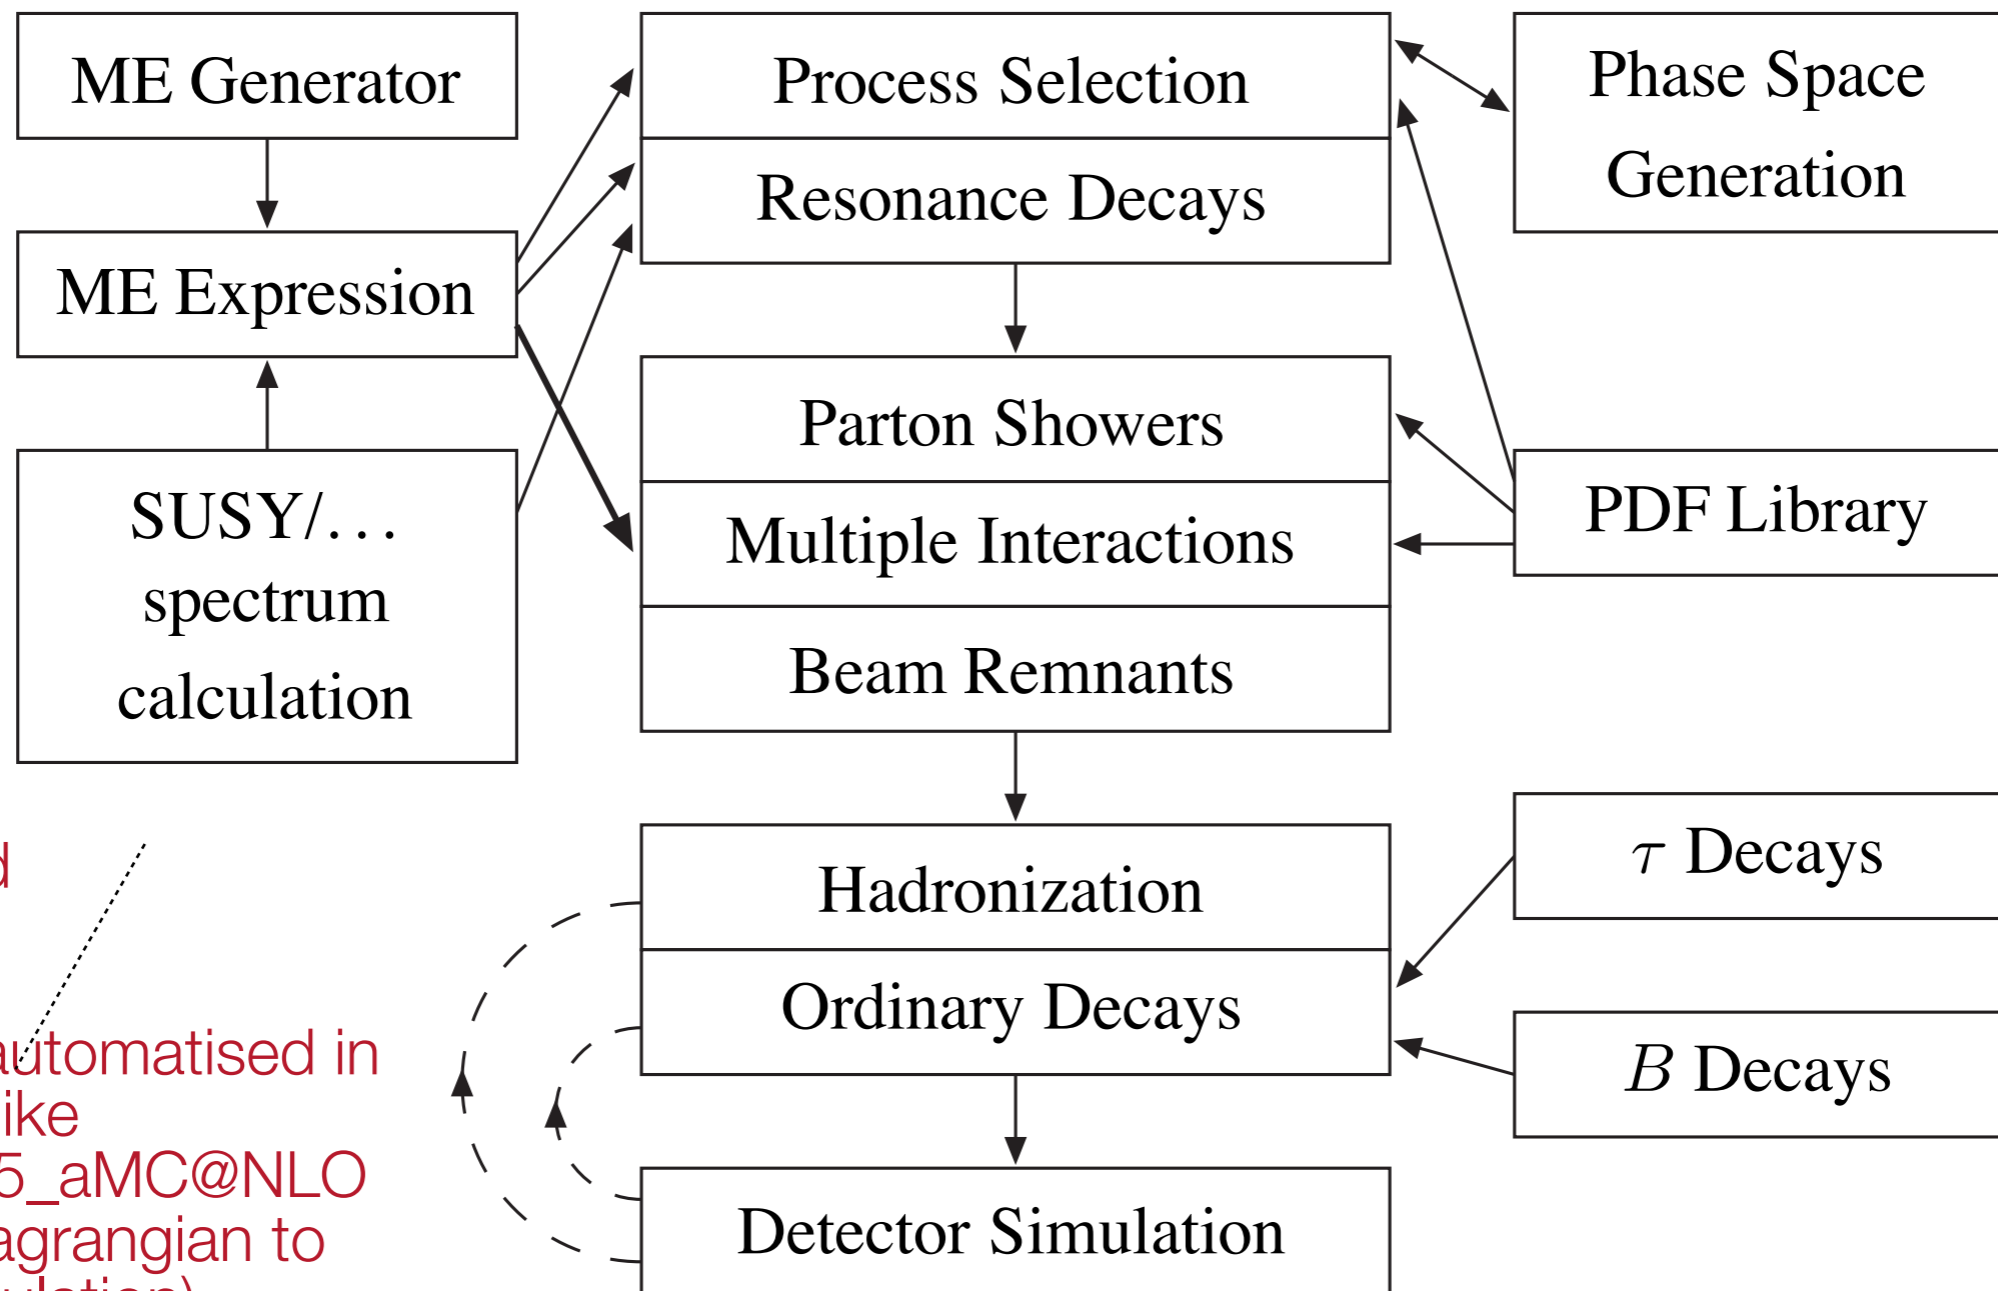 ME Generator
ME Expression
SUSY/…
spectrum
calculation
Process Selection
Resonance Decays
Parton Showers
Multiple Interactions
Beam Remnants
Hadronization
Ordinary Decays
Detector Simulation
Phase Space
Generation
PDF Library
τ Decays
B Decays
d
automatised in
ike
5_aMC@NLO
agrangian to